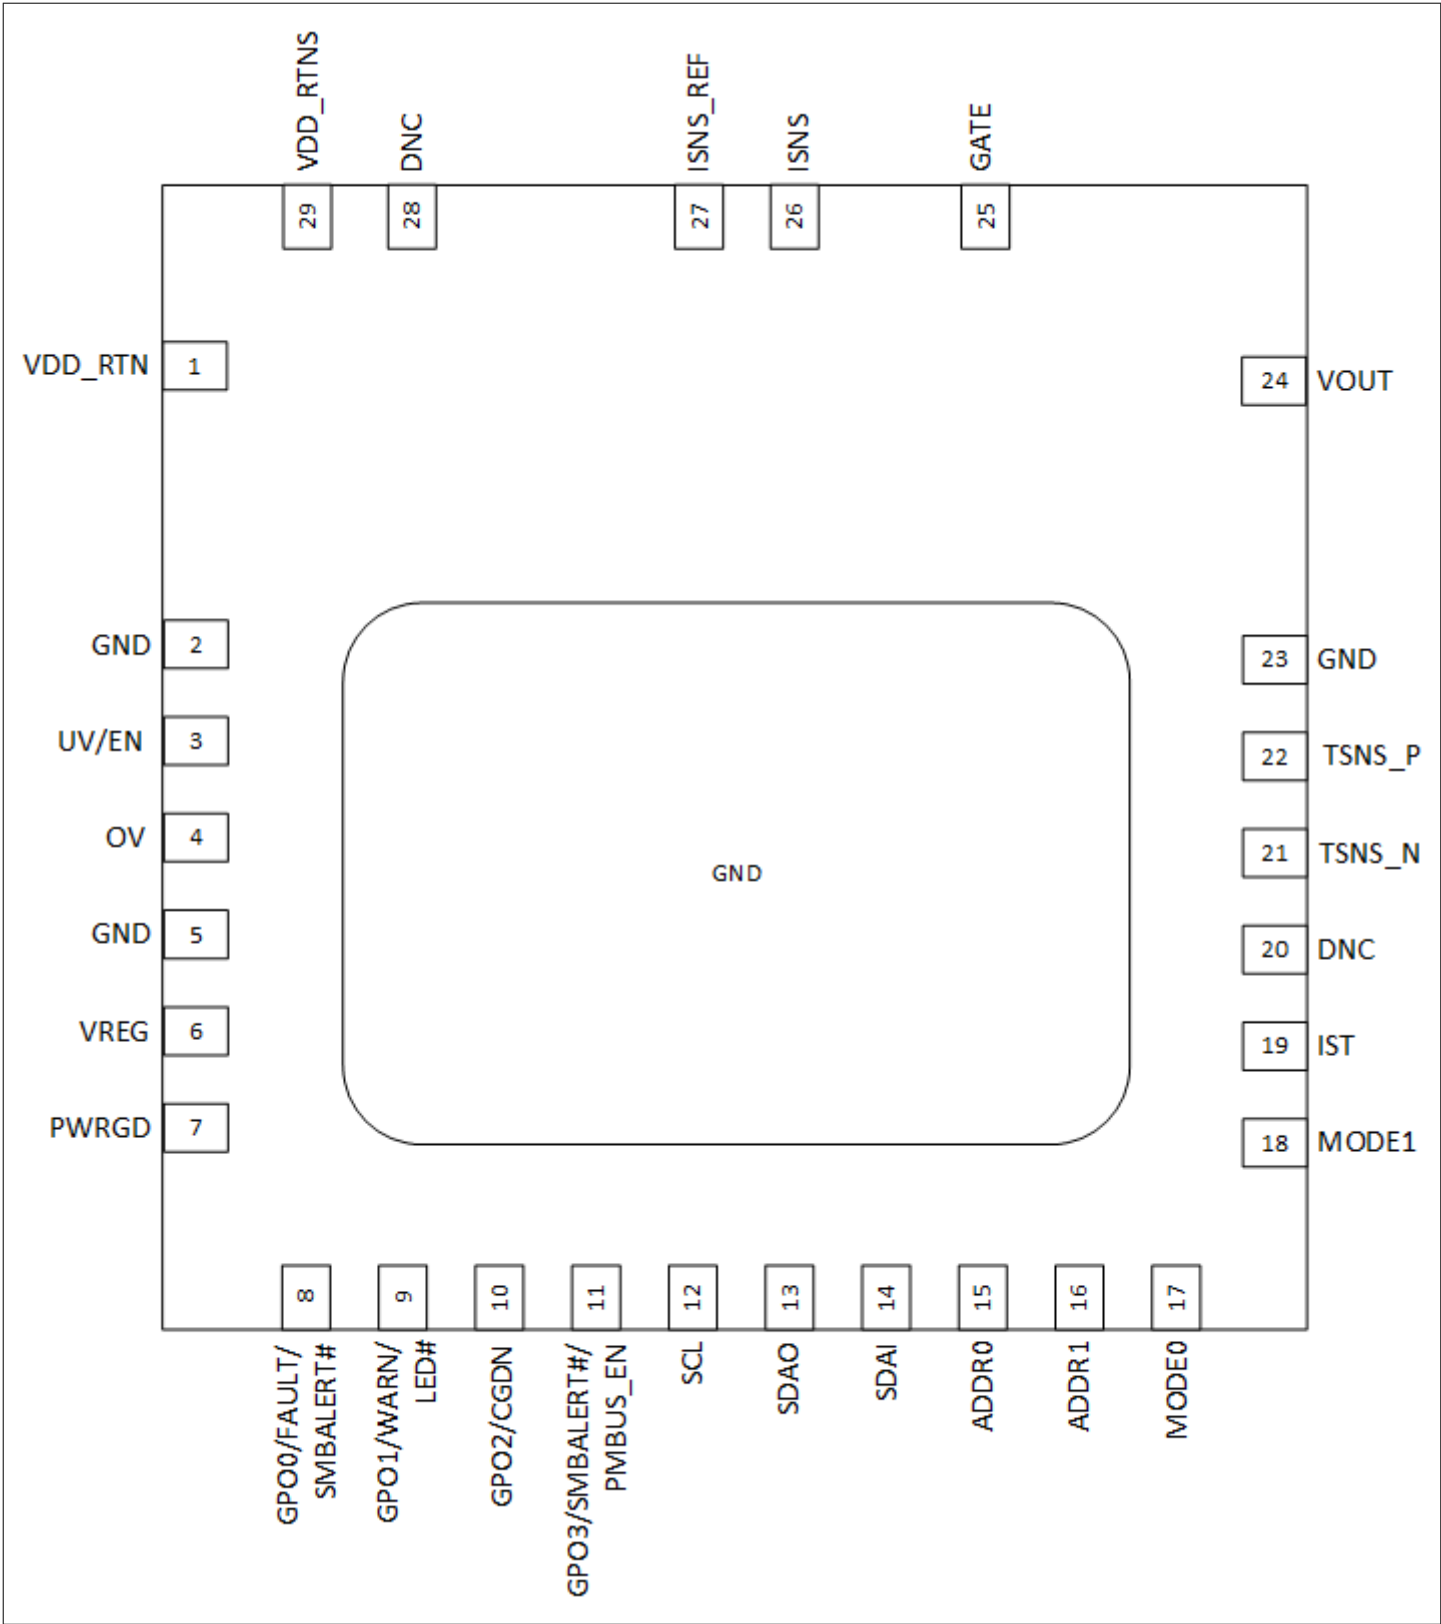 VDD_RTNS
DNC
ISNS_REF
ISNS
GATE
29
28
27
26
25
VDD_RTN
1
24
VOUT
GND
2
23
GND
UV/EN
3
22
TSNS_P
OV
4
21
TSNS_N
GND
GND
5
20
DNC
VREG
6
19
IST
PWRGD
7
18
MODE1
8
9
10
11
12
13
14
15
16
17
GPO0/FAULT/
SMBALERT#
GPO1/WARN/
LED#
GPO2/CGDN
GPO3/SMBALERT#/
PMBUS_EN
SCL
SDAO
SDAI
ADDR0
ADDR1
MODE0